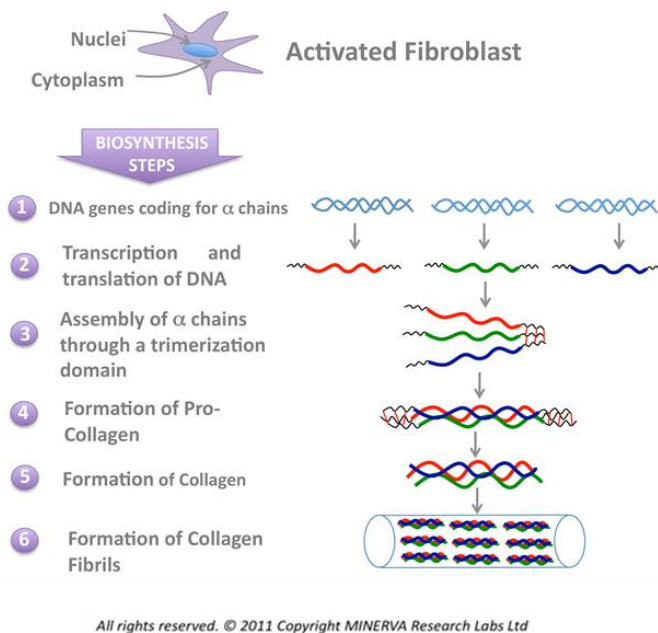 Nuclei
Activated Fibroblast
Cytoplasm
BIOSYNTHESIS
STEPS
1 DNA genes coding for α chains
2 Transcription and
translation of DNA
3 Assembly of α chains
through a trimerization
domain
4 Formation of Pro-
Collagen
5 Formation of Collagen
6 Formation of Collagen
Fibrils
All rights reserved. © 2011 Copyright MINERVA Research Labs Ltd